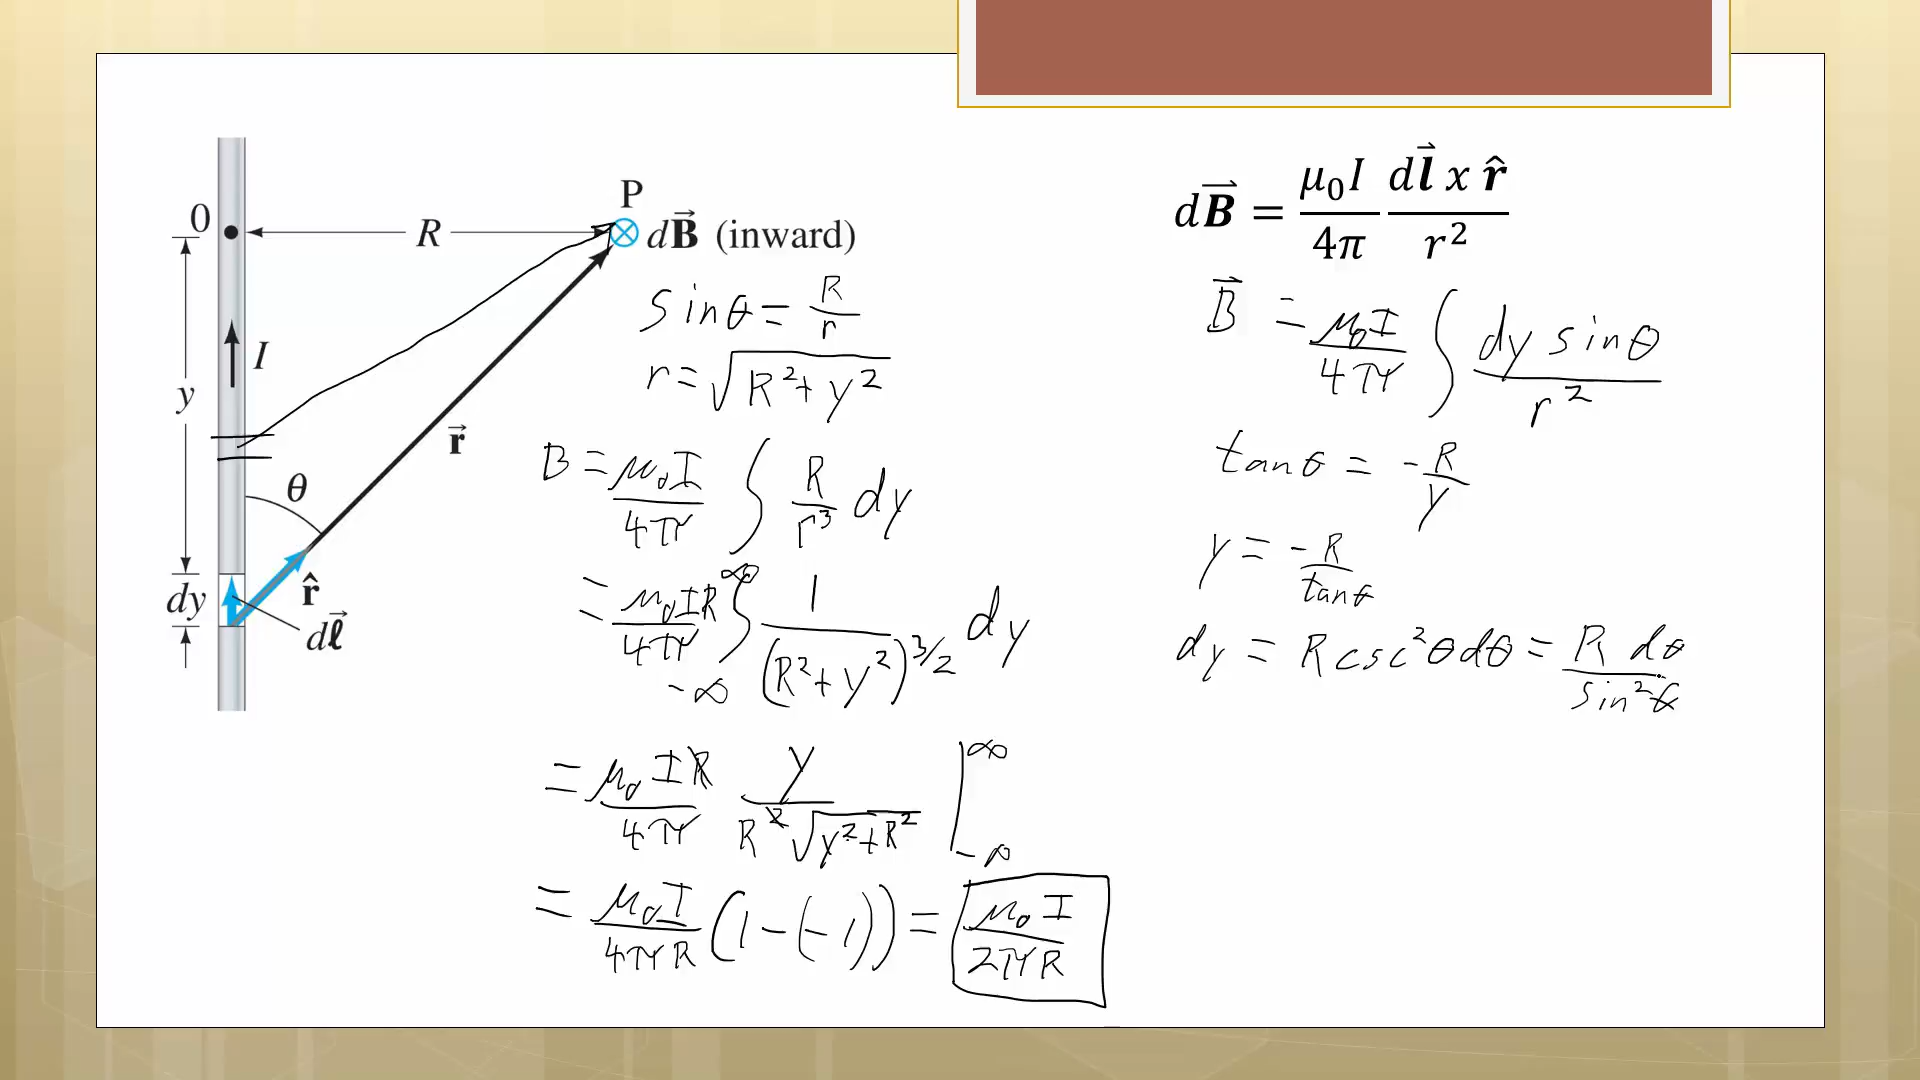 P
0
R
dB⃗ (inward)
I
y
r⃗
θ
r̂
dy
dℓ⃗
sinθ = R/r
r = √(R² + y²)
B = μ₀I/4π ∫ R/r³ dy
= μ₀IR/4π ∫_{-∞}^{∞} 1/(R² + y²)^{3/2} dy
= μ₀IR/4π y/(R²√(y² + R²)) |_{-∞}^{∞}
= μ₀I/4πR (1 - (-1)) = μ₀I/2πR
dB⃗ = μ₀I/4π dl⃗ x r̂/r²
B⃗ = μ₀I/4π ∫ dy sinθ/r²
tanθ = -R/y
y = -R/tanθ
dy = R csc²θdθ = R dθ/sin²θ